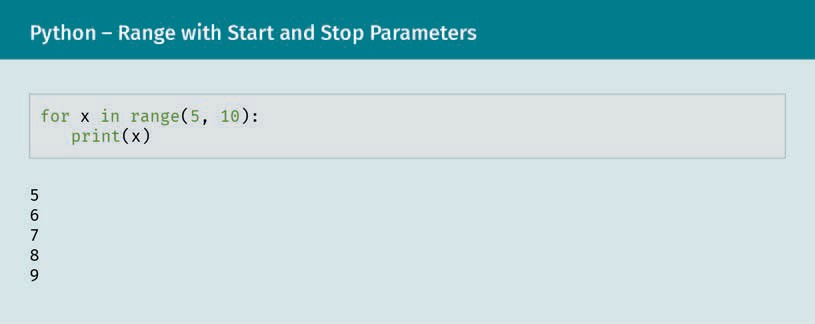 Python – Range with Start and Stop Parameters
for x in range(5, 10):
   print(x)
5
6
7
8
9